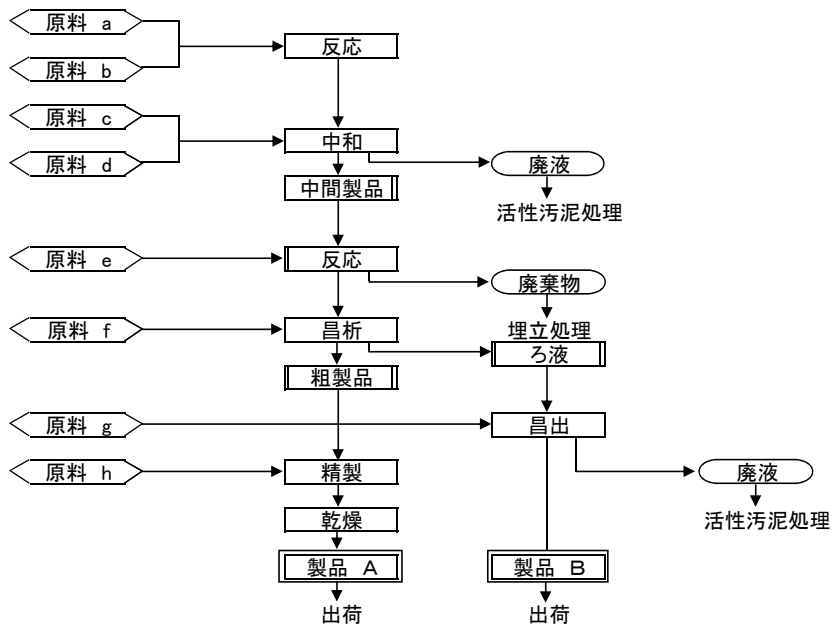 原料 a
反応
原料 b
原料 c
中和
原料 d
廃液
中間製品
活性汚泥処理
原料 e
反応
廃棄物
原料 f
昌析
埋立処理
ろ液
粗製品
原料 g
昌出
原料 h
精製
廃液
乾燥
活性汚泥処理
製品 A
製品 B
出荷
出荷